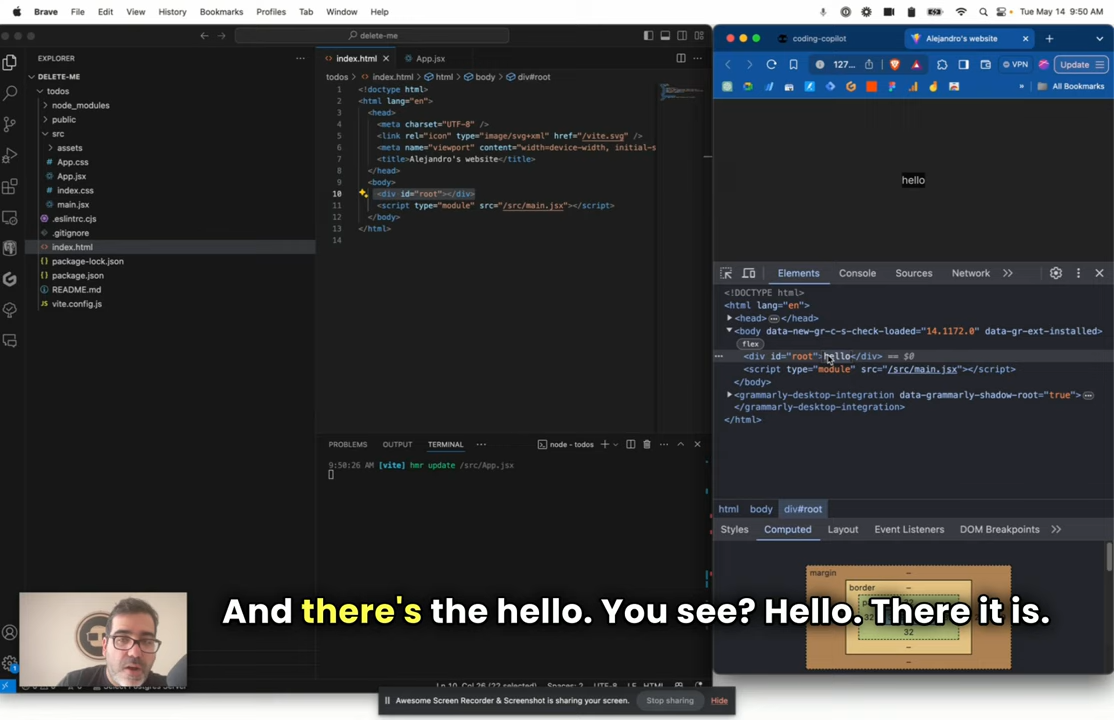 Brave File Edit View History Bookmarks Profiles Tab Window Help
Tue May 14 9:50 AM
delete-me
coding-copilot
Alejandro's website
127...
VPN
Update
All Bookmarks
EXPLORER
DELETE-ME
todos
node_modules
public
src
assets
App.css
App.jsx
index.css
main.jsx
.eslintrc.cjs
.gitignore
index.html
package-lock.json
package.json
README.md
vite.config.js
index.html
App.jsx
todos > index.html > html > body > div#root
1 <!doctype html>
2 <html lang="en">
3 <head>
4 <meta charset="UTF-8" />
5 <link rel="icon" type="image/svg+xml" href="/vite.svg" />
6 <meta name="viewport" content="width=device-width, initial-s
7 <title>Alejandro's website</title>
8 </head>
9 <body>
10 <div id="root"></div>
11 <script type="module" src="/src/main.jsx"></script>
12 </body>
13 </html>
14
PROBLEMS OUTPUT TERMINAL
node - todos
9:50:26 AM [vite] hmr update /src/App.jsx
hello
Elements Console Sources Network
<!DOCTYPE html>
<html lang="en">
<head> </head>
<body data-new-gr-c-s-check-loaded="14.1172.0" data-gr-ext-installed>
flex
<div id="root">hello</div> == $0
<script type="module" src="/src/main.jsx"></script>
</body>
<grammarly-desktop-integration data-grammarly-shadow-root="true">
</grammarly-desktop-integration>
</html>
html body div#root
Styles Computed Layout Event Listeners DOM Breakpoints
margin
border
32
And there's the hello. You see? Hello. There it is.
Awesome Screen Recorder & Screenshot is sharing your screen.
Stop sharing
Hide